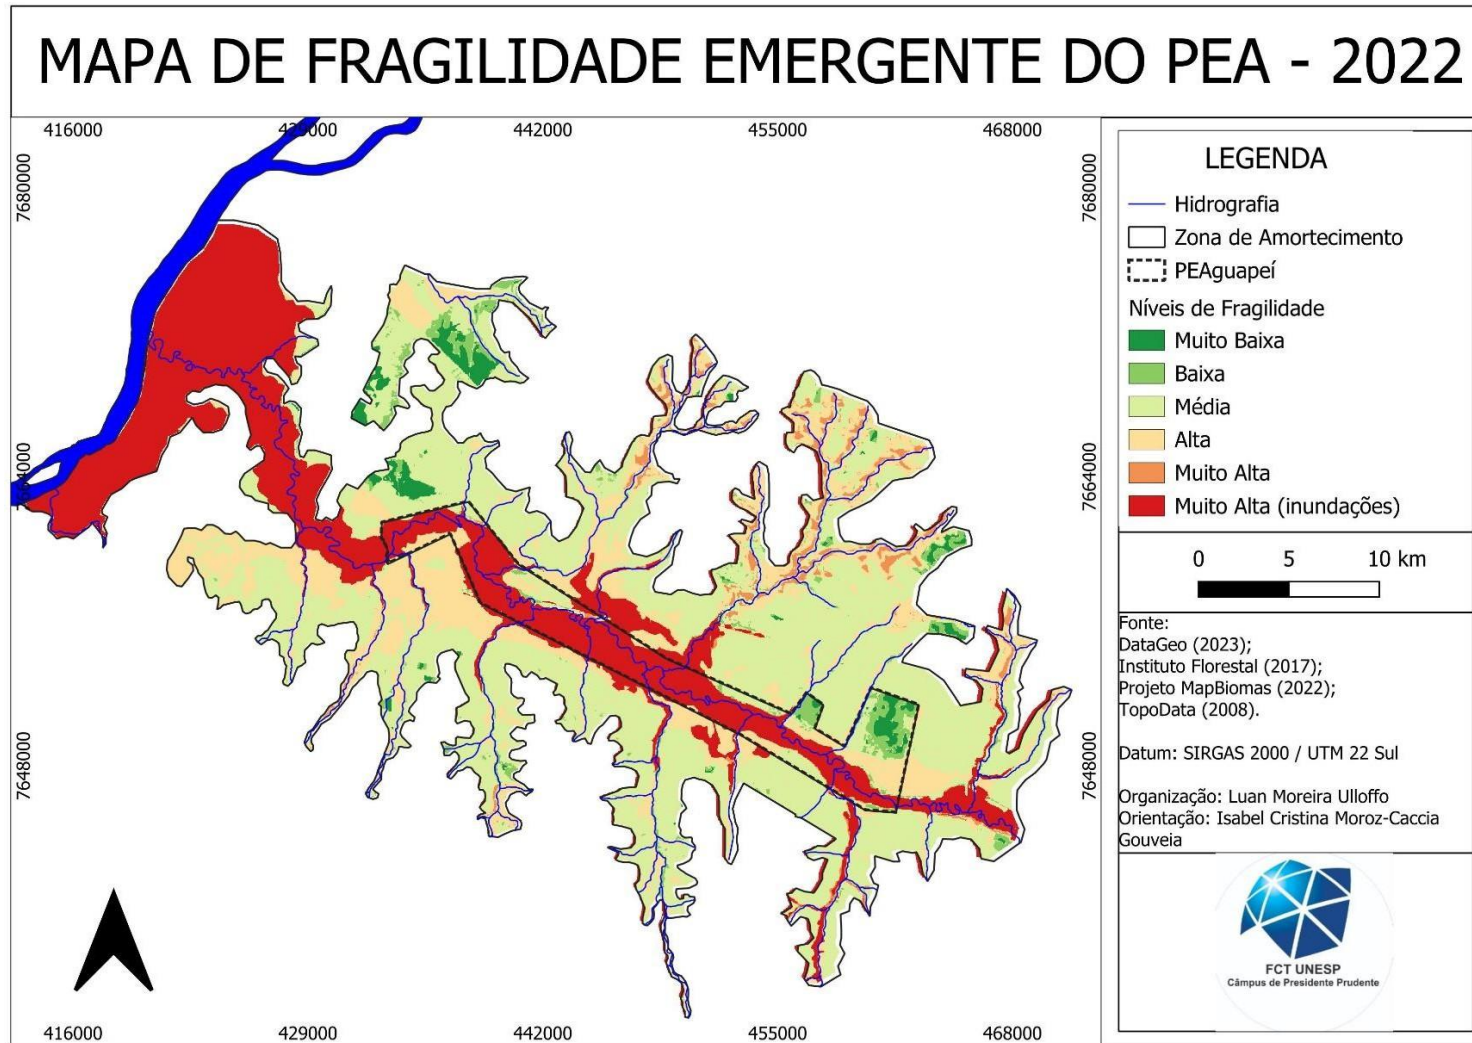 MAPA DE FRAGILIDADE EMERGENTE DO PEA - 2022
416000 429000 442000 455000 468000
7680000 7680000
7664000 7664000
7648000 7648000
416000 429000 442000 455000 468000
LEGENDA
Hidrografia
Zona de Amortecimento
PEAguapeí
Níveis de Fragilidade
Muito Baixa
Baixa
Média
Alta
Muito Alta
Muito Alta (inundações)
0 5 10 km
Fonte:
DataGeo (2023);
Instituto Florestal (2017);
Projeto MapBiomas (2022);
TopoData (2008).
Datum: SIRGAS 2000 / UTM 22 Sul
Organização: Luan Moreira Ulloffo
Orientação: Isabel Cristina Moroz-Caccia
Gouveia
FCT UNESP
Câmpus de Presidente Prudente